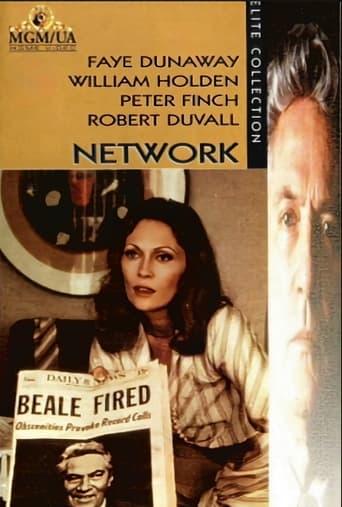 MGM/UA
HOME VIDEO
ELITE COLLECTION
FAYE DUNAWAY
WILLIAM HOLDEN
PETER FINCH
ROBERT DUVALL
NETWORK
DAILY
BEALE FIRED
Obscenities Provoke Record Calls